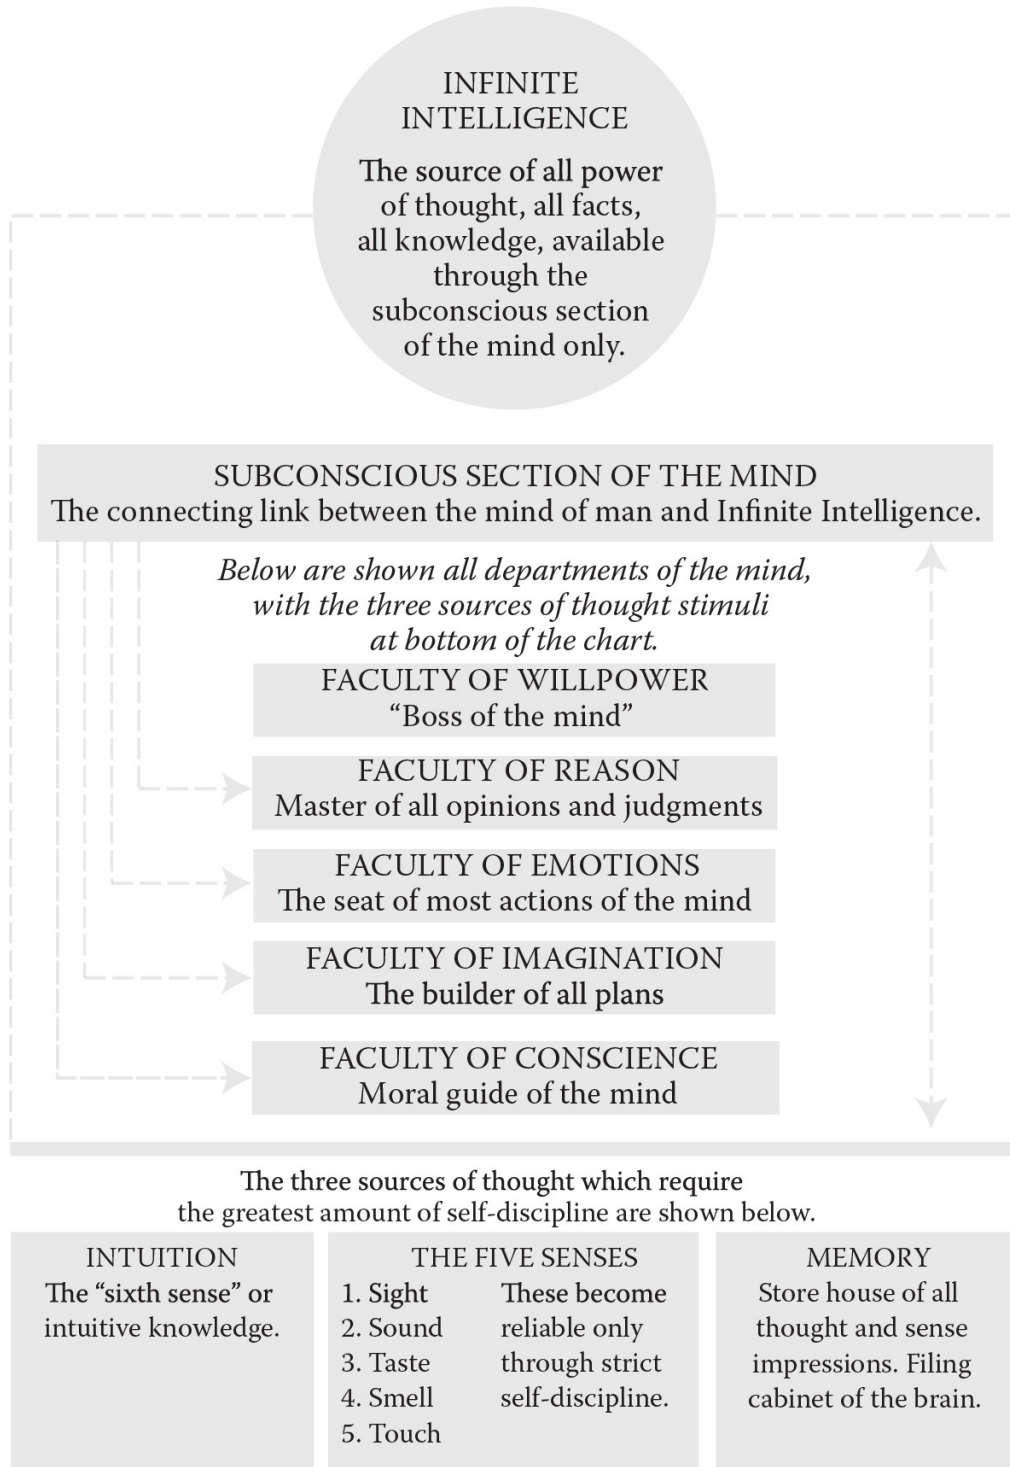 INFINITE
INTELLIGENCE
The source of all power
of thought, all facts,
all knowledge, available
through the
subconscious section
of the mind only.
SUBCONSCIOUS SECTION OF THE MIND
The connecting link between the mind of man and Infinite Intelligence.
Below are shown all departments of the mind,
with the three sources of thought stimuli
at bottom of the chart.
FACULTY OF WILLPOWER
“Boss of the mind”
FACULTY OF REASON
Master of all opinions and judgments
FACULTY OF EMOTIONS
The seat of most actions of the mind
FACULTY OF IMAGINATION
The builder of all plans
FACULTY OF CONSCIENCE
Moral guide of the mind
The three sources of thought which require
the greatest amount of self-discipline are shown below.
INTUITION
The “sixth sense” or
intuitive knowledge.
THE FIVE SENSES
1. Sight
2. Sound
3. Taste
4. Smell
5. Touch
These become
reliable only
through strict
self-discipline.
MEMORY
Store house of all
thought and sense
impressions. Filing
cabinet of the brain.